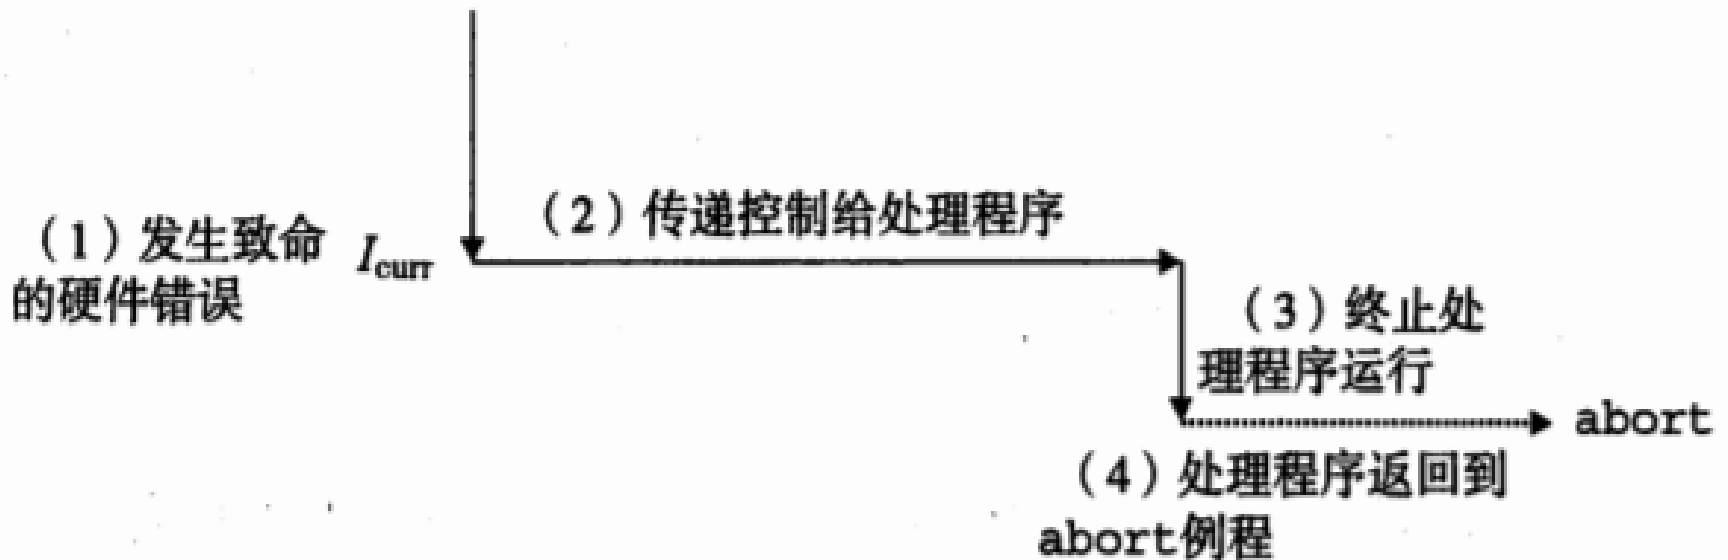 （1）发生致命
的硬件错误
Icurr
（2）传递控制给处理程序
（3）终止处
理程序运行
abort
（4）处理程序返回到
abort例程